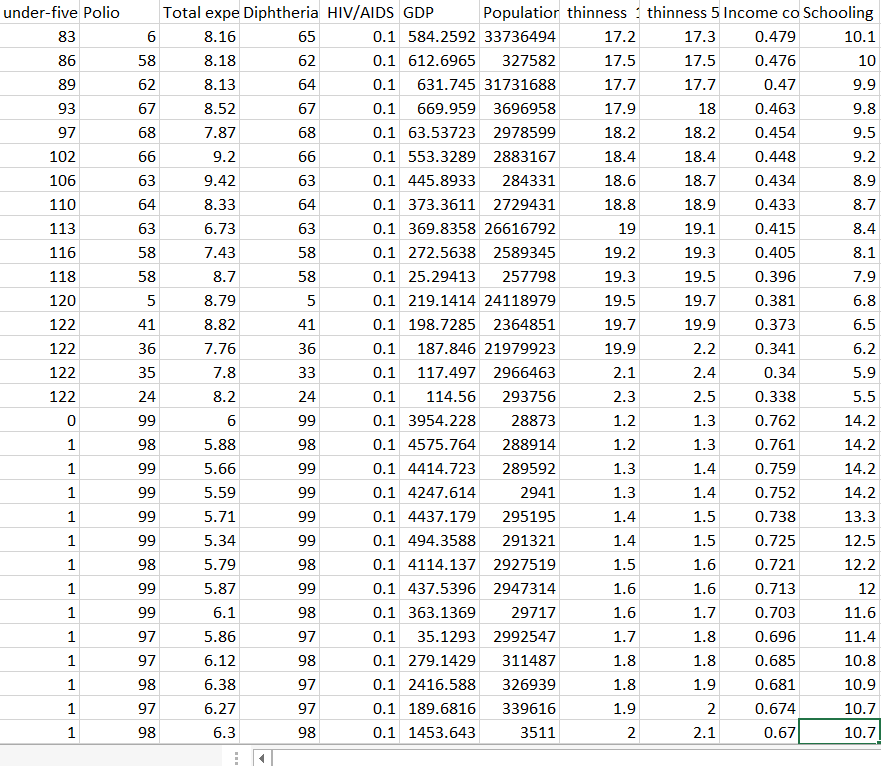 under-five Polio Total expe Diphtheria HIV/AIDS GDP Population thinness 1 thinness 5 Income co Schooling
83 6 8.16 65 0.1 584.2592 33736494 17.2 17.3 0.479 10.1
86 58 8.18 62 0.1 612.6965 327582 17.5 17.5 0.476 10
89 62 8.13 64 0.1 631.745 31731688 17.7 17.7 0.47 9.9
93 67 8.52 67 0.1 669.959 3696958 17.9 18 0.463 9.8
97 68 7.87 68 0.1 63.53723 2978599 18.2 18.2 0.454 9.5
102 66 9.2 66 0.1 553.3289 2883167 18.4 18.4 0.448 9.2
106 63 9.42 63 0.1 445.8933 284331 18.6 18.7 0.434 8.9
110 64 8.33 64 0.1 373.3611 2729431 18.8 18.9 0.433 8.7
113 63 6.73 63 0.1 369.8358 26616792 19 19.1 0.415 8.4
116 58 7.43 58 0.1 272.5638 2589345 19.2 19.3 0.405 8.1
118 58 8.7 58 0.1 25.29413 257798 19.3 19.5 0.396 7.9
120 5 8.79 5 0.1 219.1414 24118979 19.5 19.7 0.381 6.8
122 41 8.82 41 0.1 198.7285 2364851 19.7 19.9 0.373 6.5
122 36 7.76 36 0.1 187.846 21979923 19.9 2.2 0.341 6.2
122 35 7.8 33 0.1 117.497 2966463 2.1 2.4 0.34 5.9
122 24 8.2 24 0.1 114.56 293756 2.3 2.5 0.338 5.5
0 99 6 99 0.1 3954.228 28873 1.2 1.3 0.762 14.2
1 98 5.88 98 0.1 4575.764 288914 1.2 1.3 0.761 14.2
1 99 5.66 99 0.1 4414.723 289592 1.3 1.4 0.759 14.2
1 99 5.59 99 0.1 4247.614 2941 1.3 1.4 0.752 14.2
1 99 5.71 99 0.1 4437.179 295195 1.4 1.5 0.738 13.3
1 99 5.34 99 0.1 494.3588 291321 1.4 1.5 0.725 12.5
1 98 5.79 98 0.1 4114.137 2927519 1.5 1.6 0.721 12.2
1 99 5.87 99 0.1 437.5396 2947314 1.6 1.6 0.713 12
1 99 6.1 98 0.1 363.1369 29717 1.6 1.7 0.703 11.6
1 97 5.86 97 0.1 35.1293 2992547 1.7 1.8 0.696 11.4
1 97 6.12 98 0.1 279.1429 311487 1.8 1.8 0.685 10.8
1 98 6.38 97 0.1 2416.588 326939 1.8 1.9 0.681 10.9
1 97 6.27 97 0.1 189.6816 339616 1.9 2 0.674 10.7
1 98 6.3 98 0.1 1453.643 3511 2 2.1 0.67 10.7